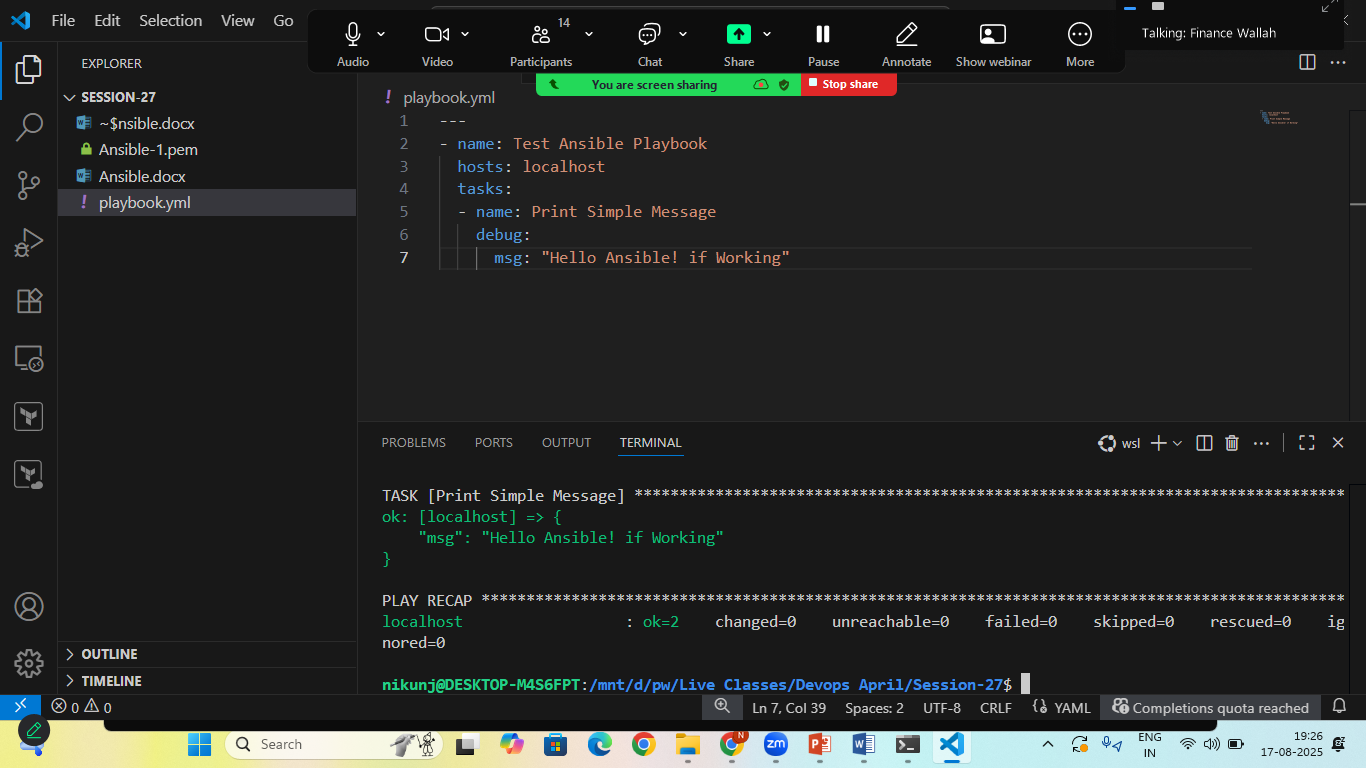 File Edit Selection View Go
14
Audio Video Participants Chat Share Pause Annotate Show webinar More
Talking: Finance Wallah
You are screen sharing Stop share
EXPLORER
SESSION-27
~$nsible.docx
Ansible-1.pem
Ansible.docx
playbook.yml
OUTLINE
TIMELINE
playbook.yml
1 ---
2 - name: Test Ansible Playbook
3 hosts: localhost
4 tasks:
5 - name: Print Simple Message
6 debug:
7 msg: "Hello Ansible! if Working"
PROBLEMS PORTS OUTPUT TERMINAL
wsl
TASK [Print Simple Message] *******************************************************************************
ok: [localhost] => {
"msg": "Hello Ansible! if Working"
}
PLAY RECAP ************************************************************************************************
localhost : ok=2 changed=0 unreachable=0 failed=0 skipped=0 rescued=0 ig
nored=0
nikunj@DESKTOP-M4S6FPT:/mnt/d/pw/Live Classes/Devops April/Session-27$
0 0
Ln 7, Col 39 Spaces: 2 UTF-8 CRLF YAML Completions quota reached
Search
N
zm
ENG
IN
19:26
17-08-2025